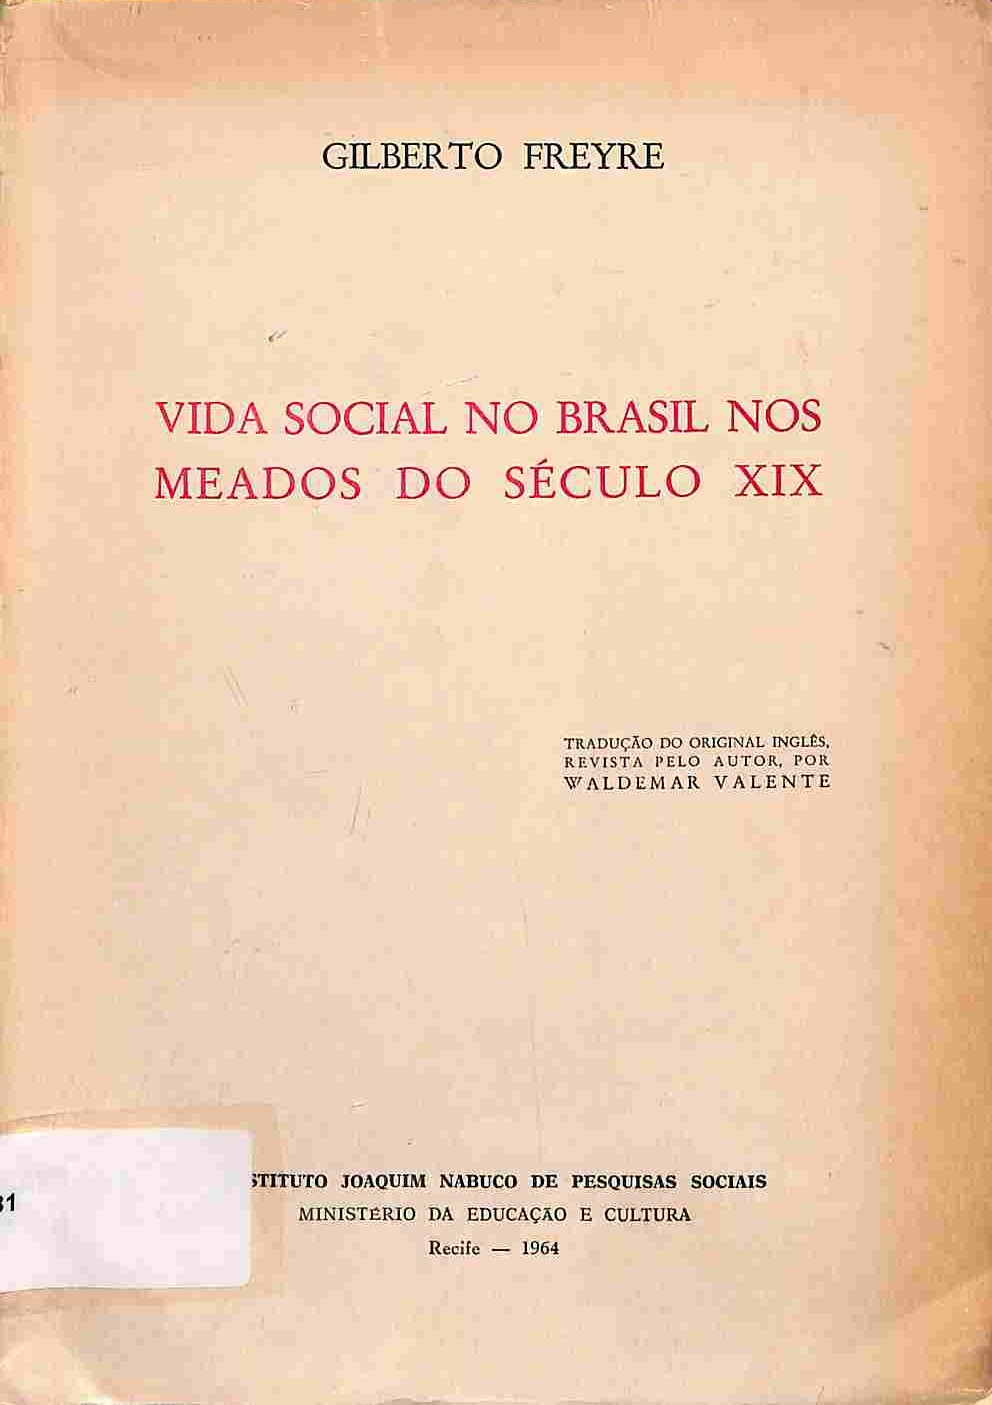 GILBERTO FREYRE
VIDA SOCIAL NO BRASIL NOS
MEADOS DO SÉCULO XIX
TRADUÇÃO DO ORIGINAL INGLÊS,
REVISTA PELO AUTOR, POR
WALDEMAR VALENTE
STITUTO JOAQUIM NABUCO DE PESQUISAS SOCIAIS
31
MINISTÉRIO DA EDUCAÇÃO E CULTURA
Recife — 1964